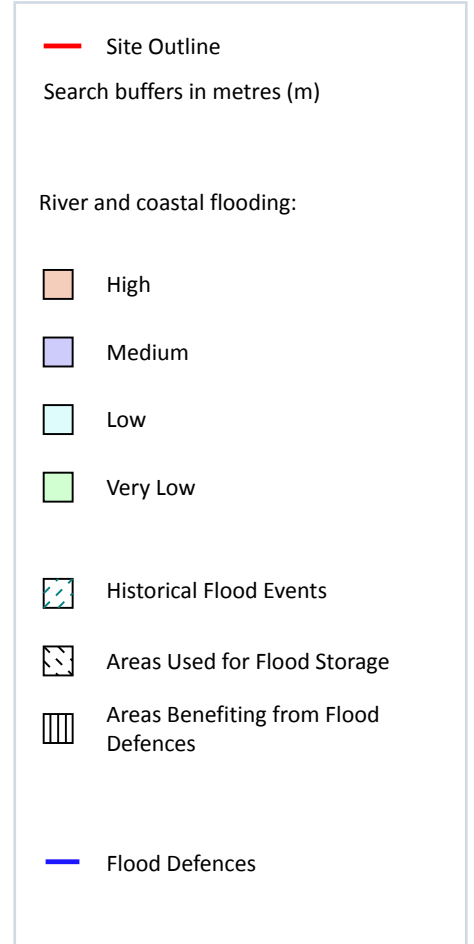 Site Outline
Search buffers in metres (m)
River and coastal flooding:
High
Medium
Low
Very Low
Historical Flood Events
Areas Used for Flood Storage
Areas Benefiting from Flood
Defences
Flood Defences